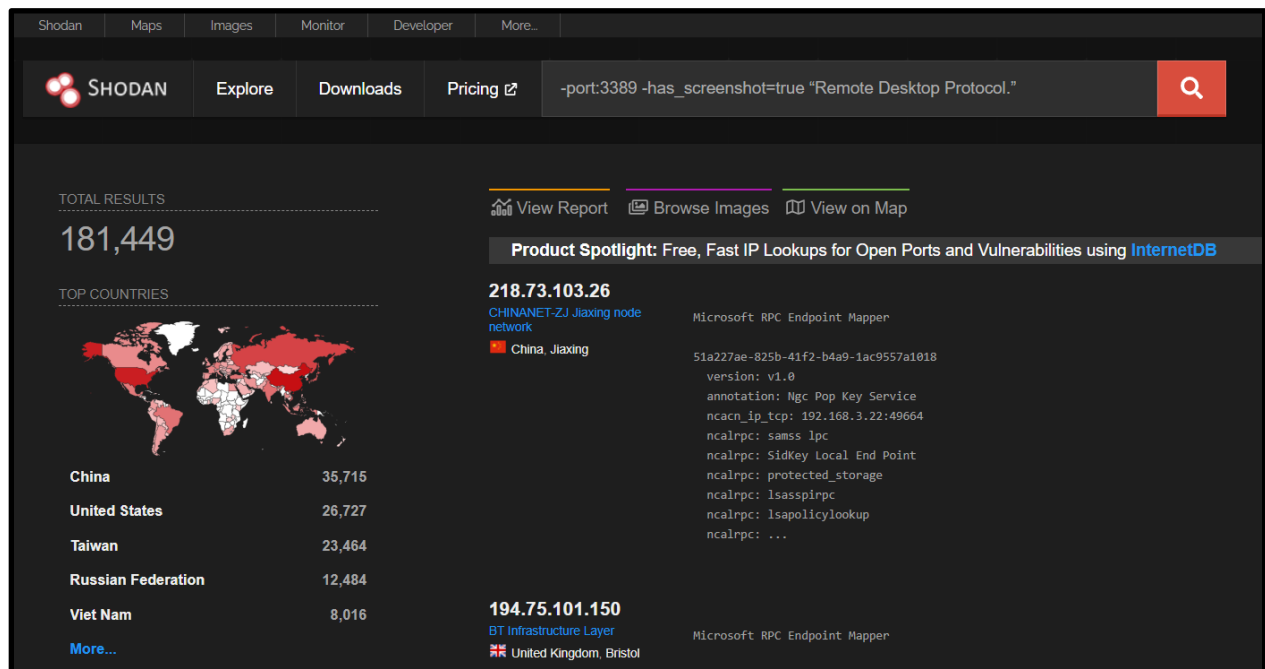 Shodan Maps Images Monitor Developer More...
SHODAN Explore Downloads Pricing -port:3389 -has_screenshot=true “Remote Desktop Protocol.”
TOTAL RESULTS
181,449
TOP COUNTRIES
China 35,715
United States 26,727
Taiwan 23,464
Russian Federation 12,484
Viet Nam 8,016
More...
View Report Browse Images View on Map
Product Spotlight: Free, Fast IP Lookups for Open Ports and Vulnerabilities using InternetDB
218.73.103.26
CHINANET-ZJ Jiaxing node
network
China, Jiaxing
Microsoft RPC Endpoint Mapper
51a227ae-825b-41f2-b4a9-1ac9557a1018
version: v1.0
annotation: Ngc Pop Key Service
ncacn_ip_tcp: 192.168.3.22:49664
ncalrpc: samss lpc
ncalrpc: SidKey Local End Point
ncalrpc: protected_storage
ncalrpc: lsasspirpc
ncalrpc: lsapolicylookup
ncalrpc: ...
194.75.101.150
BT Infrastructure Layer
United Kingdom, Bristol
Microsoft RPC Endpoint Mapper